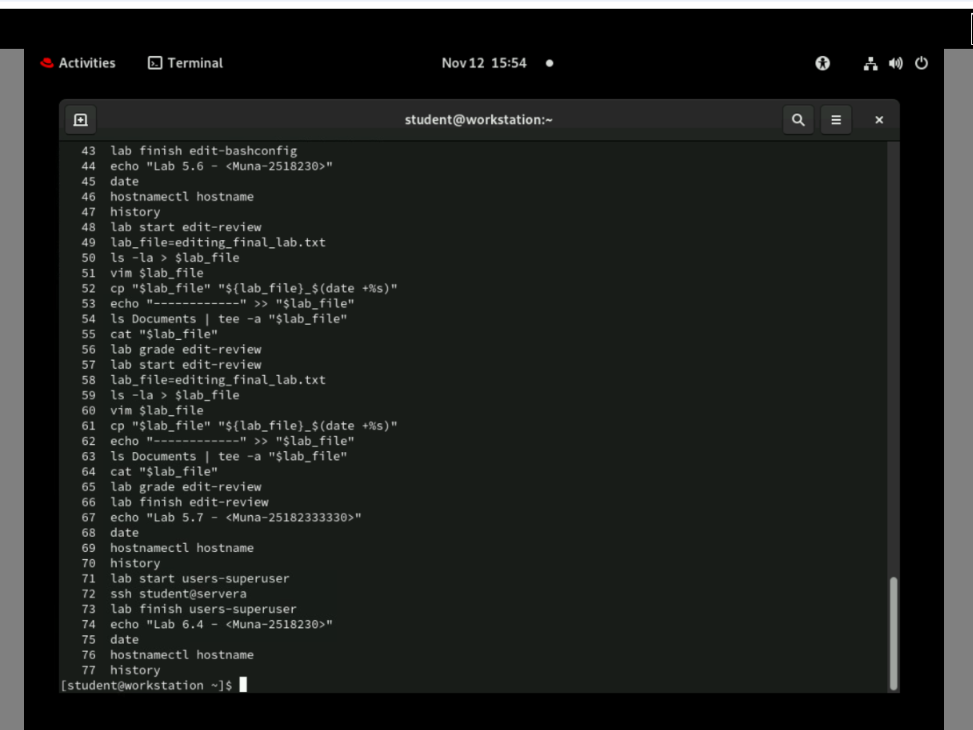 Activities Terminal Nov 12 15:54
student@workstation:~
43 lab finish edit-bashconfig
44 echo "Lab 5.6 - <Muna-2518230>"
45 date
46 hostnamectl hostname
47 history
48 lab start edit-review
49 lab_file=editing_final_lab.txt
50 ls -la > $lab_file
51 vim $lab_file
52 cp "$lab_file" "${lab_file}_$(date +%s)"
53 echo "------------" >> "$lab_file"
54 ls Documents | tee -a "$lab_file"
55 cat "$lab_file"
56 lab grade edit-review
57 lab start edit-review
58 lab_file=editing_final_lab.txt
59 ls -la > $lab_file
60 vim $lab_file
61 cp "$lab_file" "${lab_file}_$(date +%s)"
62 echo "------------" >> "$lab_file"
63 ls Documents | tee -a "$lab_file"
64 cat "$lab_file"
65 lab grade edit-review
66 lab finish edit-review
67 echo "Lab 5.7 - <Muna-25182333330>"
68 date
69 hostnamectl hostname
70 history
71 lab start users-superuser
72 ssh student@servera
73 lab finish users-superuser
74 echo "Lab 6.4 - <Muna-2518230>"
75 date
76 hostnamectl hostname
77 history
[student@workstation ~]$